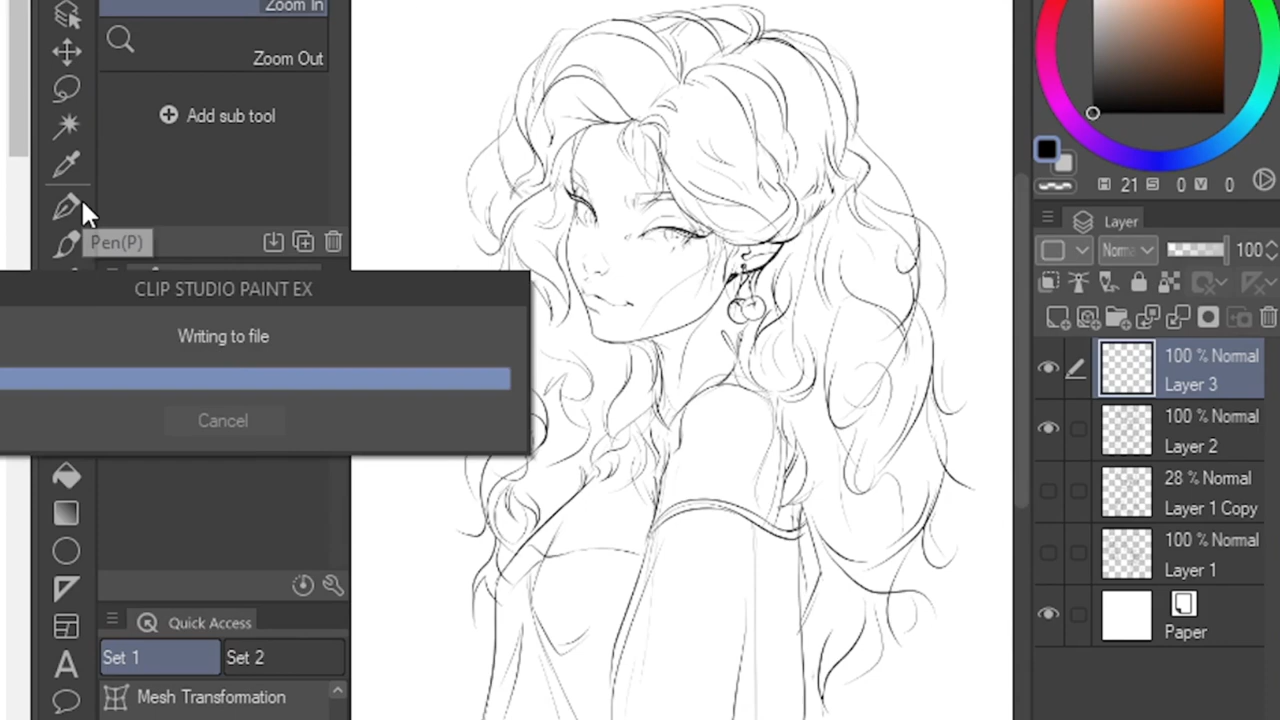 Zoom In
Zoom Out
Add sub tool
Pen(P)
CLIP STUDIO PAINT EX
Writing to file
Cancel
Quick Access
Set 1
Set 2
Mesh Transformation
H 21 S 0 V 0
Layer
Norm 100
100 % Normal
Layer 3
100 % Normal
Layer 2
28 % Normal
Layer 1 Copy
100 % Normal
Layer 1
Paper